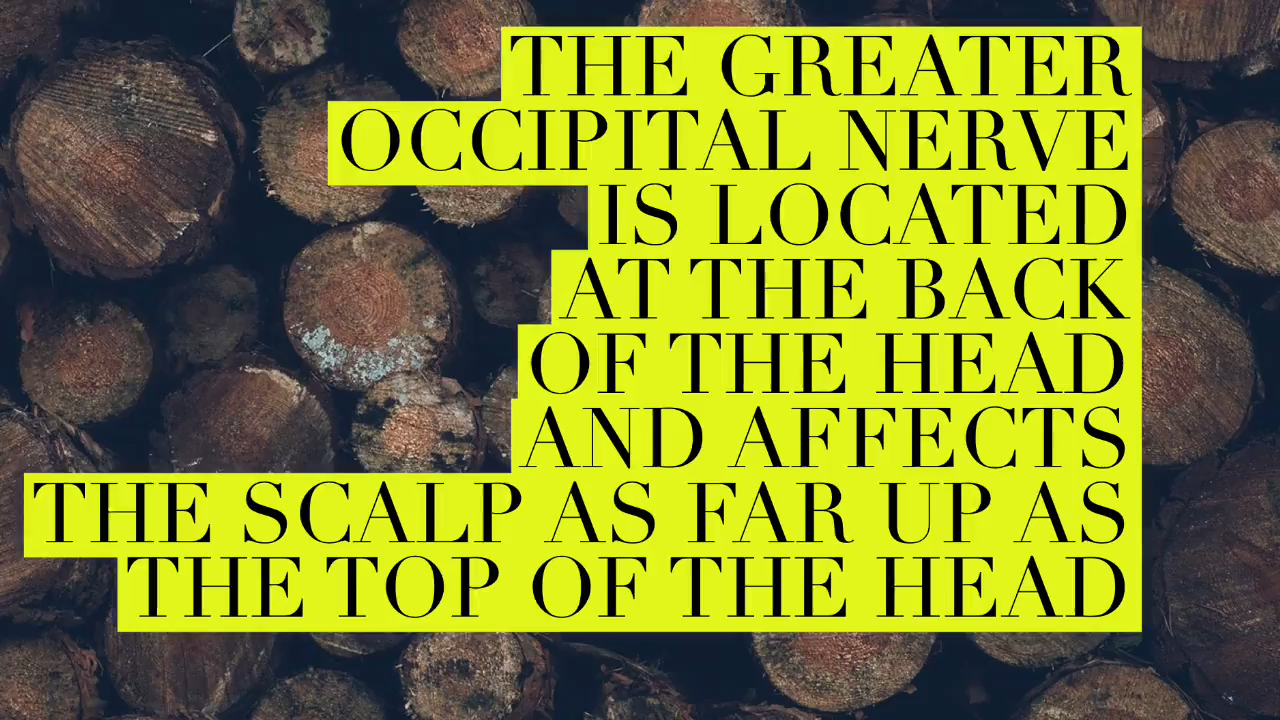 THE GREATER
OCCIPITAL NERVE
IS LOCATED
AT THE BACK
OF THE HEAD
AND AFFECTS
THE SCALP AS FAR UP AS
THE TOP OF THE HEAD